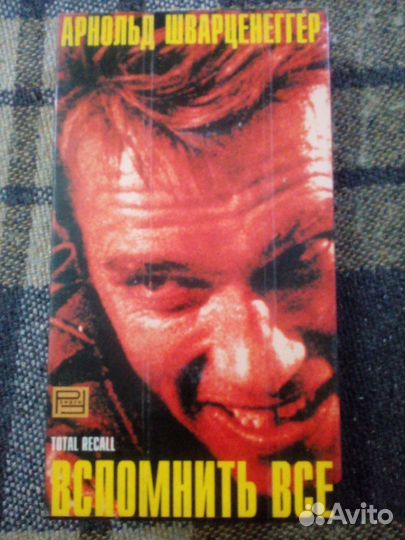 АРНОЛЬД ШВАРЦЕНЕГГЕР
TOTAL RECALL
ВСПОМНИТЬ ВСЕ
Avito